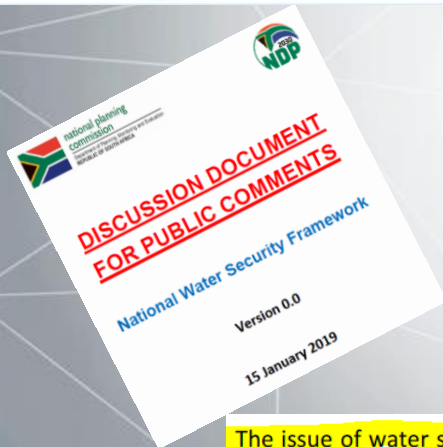 2030
NDP
national planning
commission
Department of Planning, Monitoring and Evaluation
REPUBLIC OF SOUTH AFRICA
DISCUSSION DOCUMENT
FOR PUBLIC COMMENTS
National Water Security Framework
Version 0.0
15 January 2019
The issue of water s